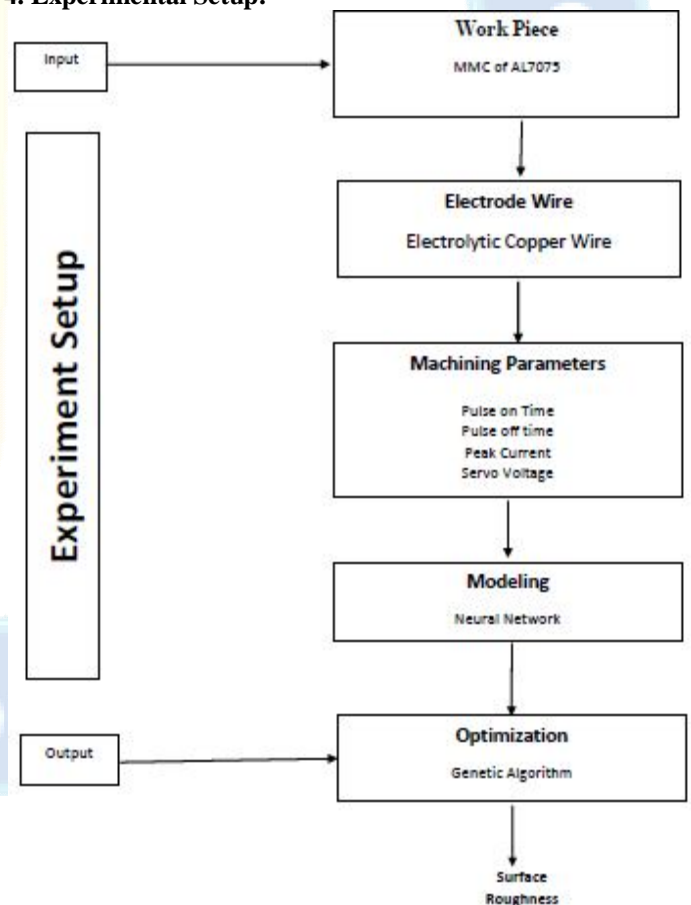 4. Experimental Setup:
Work Piece
Input
MMC of AL7075
Electrode Wire
Electrolytic Copper Wire
Experiment Setup
Machining Parameters
Pulse on Time
Pulse off time
Peak Current
Servo Voltage
Modeling
Neural Network
Optimization
Output
Genetic Algorithm
Surface
Roughness